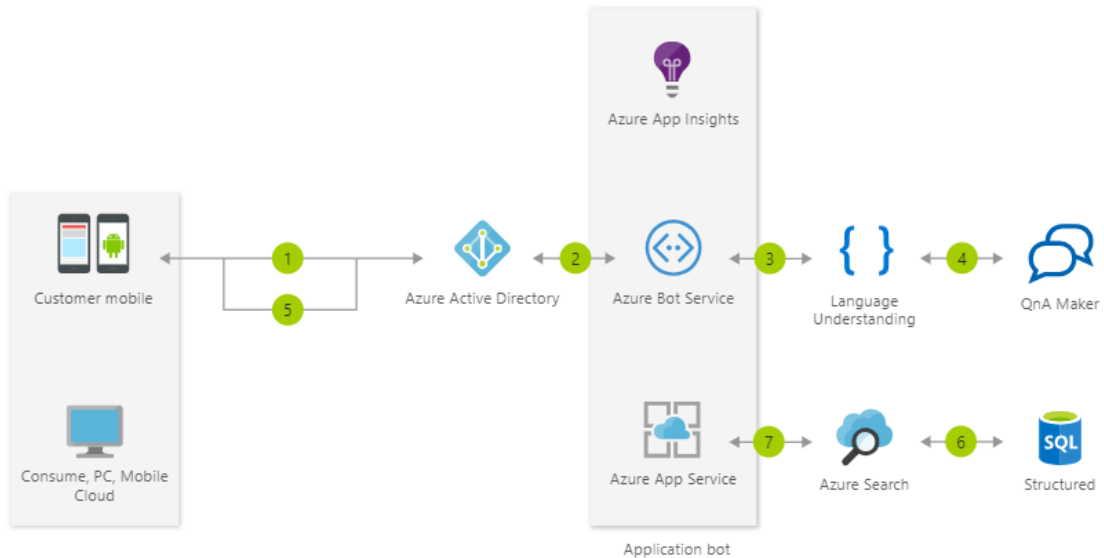 Azure App Insights
Customer mobile
1
5
Azure Active Directory
2
Azure Bot Service
3
Language
Understanding
4
QnA Maker
Consume, PC, Mobile
Cloud
Azure App Service
7
Azure Search
6
SQL
Structured
Application bot